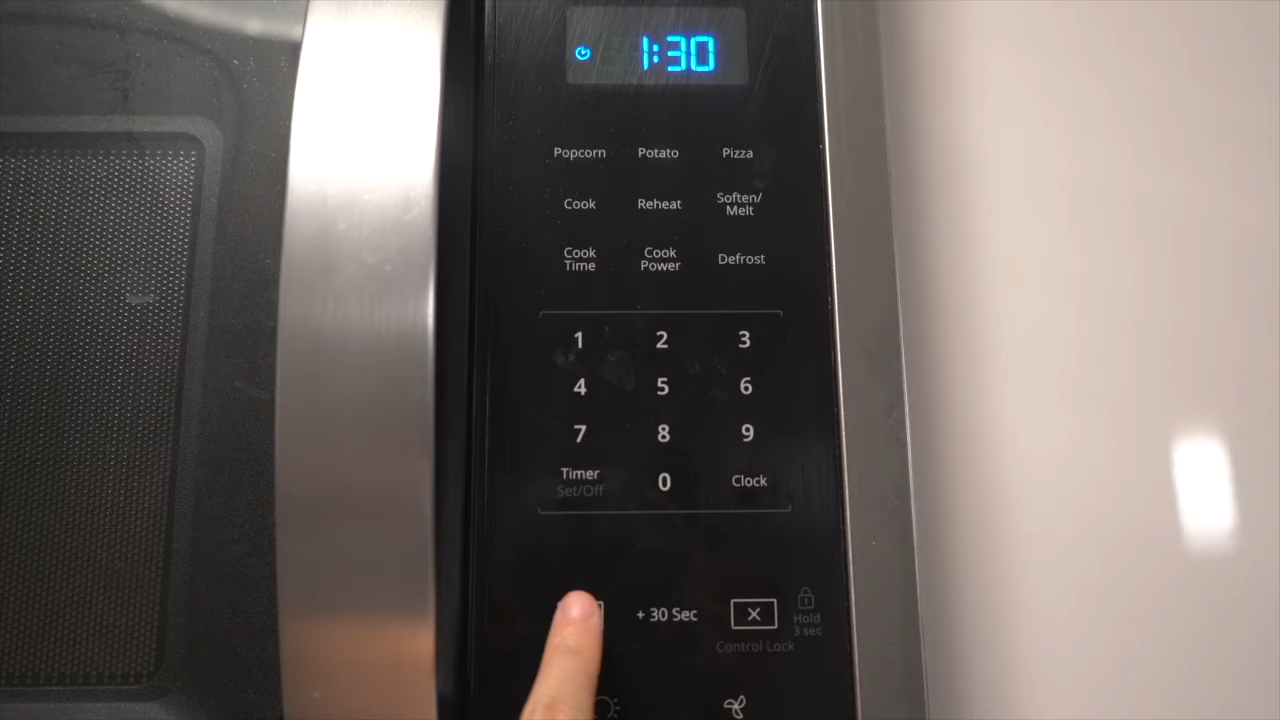 1:30
Popcorn Potato Pizza
Cook Reheat Soften/
Melt
Cook
Time Cook
Power Defrost
1 2 3
4 5 6
7 8 9
Timer
Set/Off 0 Clock
+ 30 Sec
Hold
3 sec
Control Lock